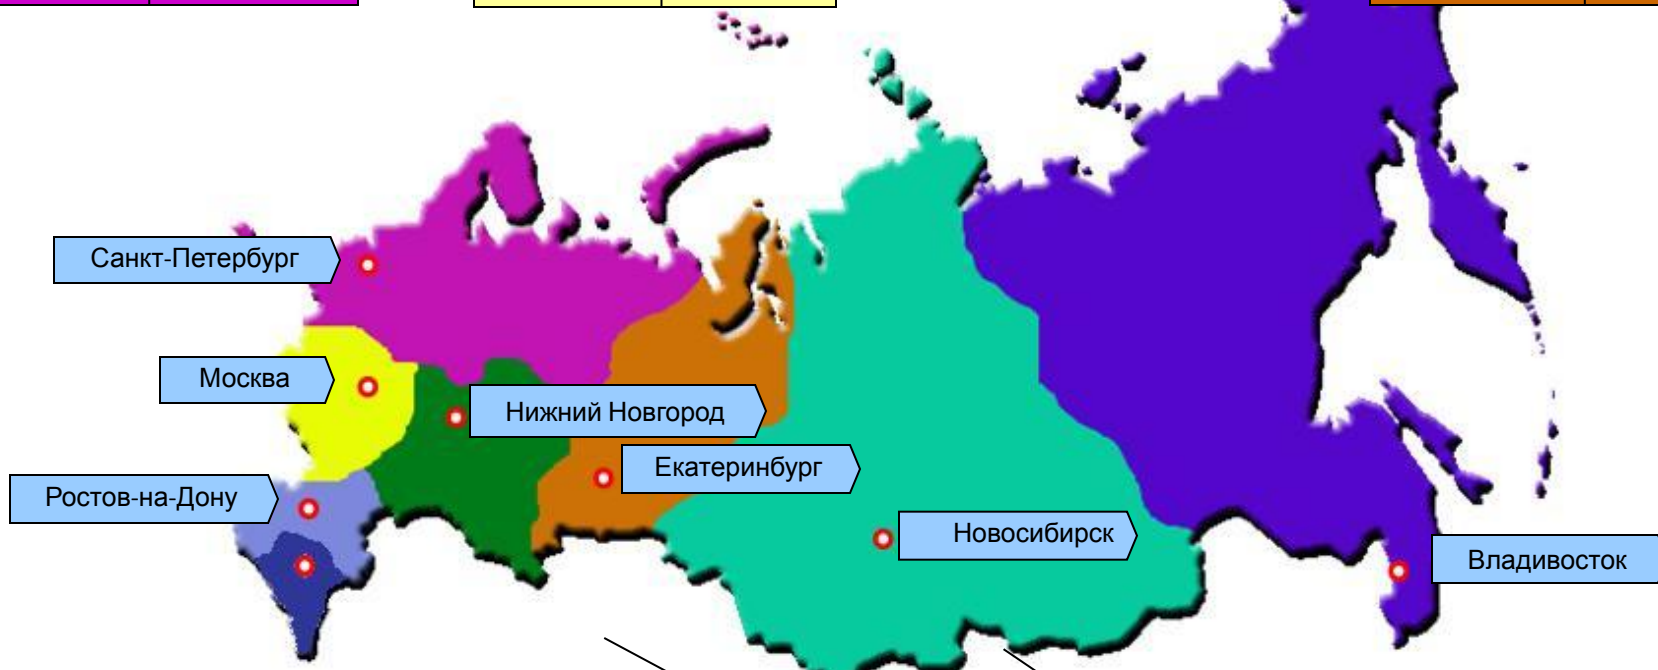 Санкт-Петербург
Москва
Нижний Новгород
Екатеринбург
Ростов-на-Дону
Новосибирск
Владивосток